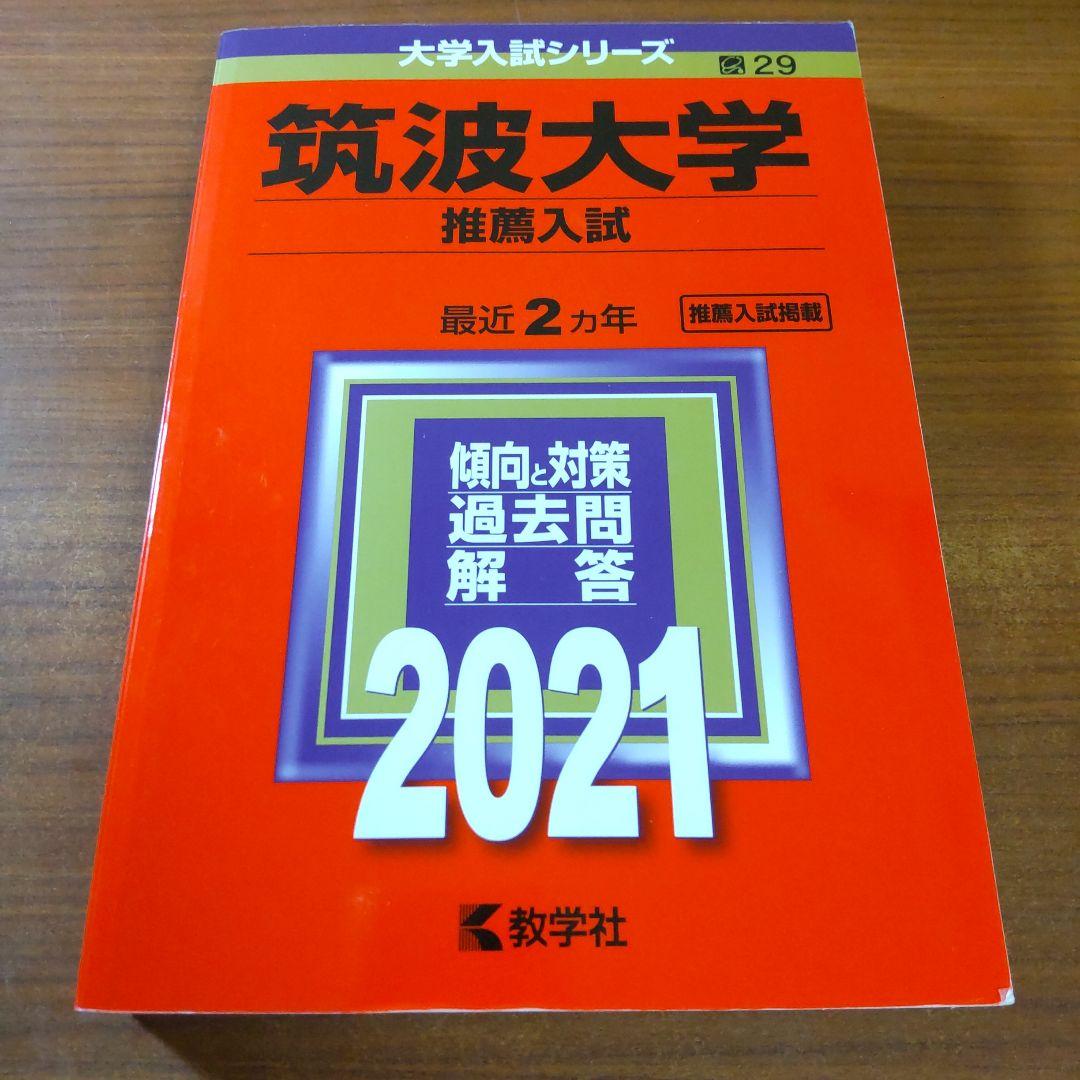 大学入試シリーズ
29
筑波大学
推薦入試
最近2ヵ年
推薦入試掲載
傾向と対策
過去問
解答
2021
教学社